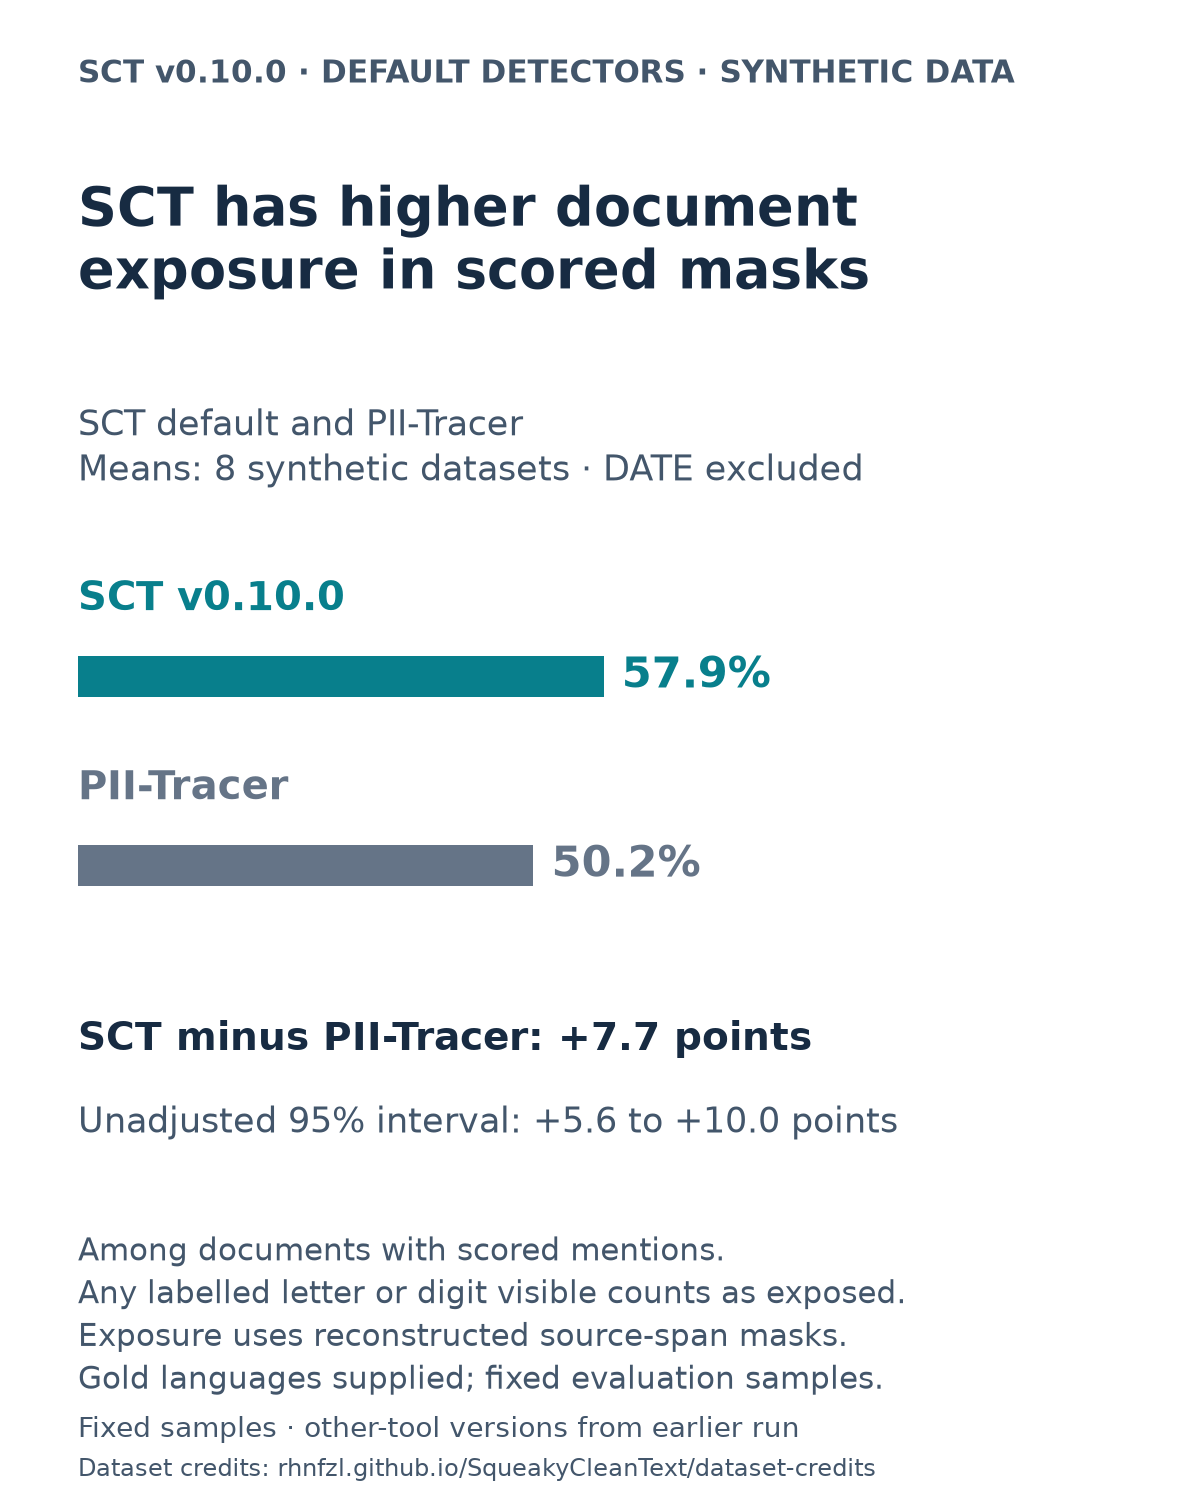 SCT v0.10.0 · DEFAULT DETECTORS · SYNTHETIC DATA
SCT has higher document
exposure in scored masks
SCT default and PII-Tracer
Means: 8 synthetic datasets · DATE excluded
SCT v0.10.0
57.9%
PII-Tracer
50.2%
SCT minus PII-Tracer: +7.7 points
Unadjusted 95% interval: +5.6 to +10.0 points
Among documents with scored mentions.
Any labelled letter or digit visible counts as exposed.
Exposure uses reconstructed source-span masks.
Gold languages supplied; fixed evaluation samples.
Fixed samples · other-tool versions from earlier run
Dataset credits: rhnfzl.github.io/SqueakyCleanText/dataset-credits